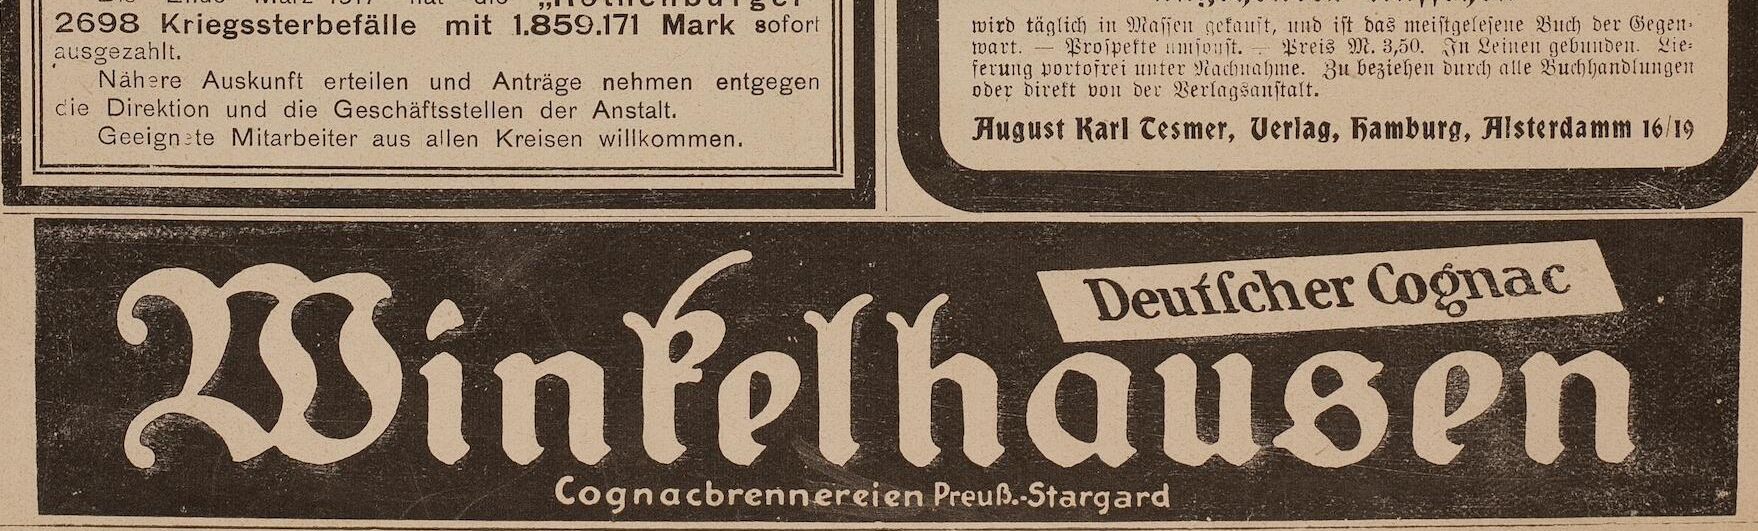 2698 Kriegssterbefälle mit 1.859.171 Mark sofort
ausgezahlt.
Nähere Auskunft erteilen und Anträge nehmen entgegen
die Direktion und die Geschäftsstellen der Anstalt.
Geeignete Mitarbeiter aus allen Kreisen willkommen.
wird täglich in Massen gekauft, und ist das meistgelesene Buch der Gegen-
wart. — Prospekte umsonst. — Preis M. 3,50. In Leinen gebunden. Lie-
ferung portofrei unter Nachnahme. Zu beziehen durch alle Buchhandlungen
oder direkt von der Verlagsanstalt.
August Karl Tesmer, Verlag, Hamburg, Alsterdamm 16/19
Deutscher Cognac
Winkelhausen
Cognacbrennereien Preuß.-Stargard